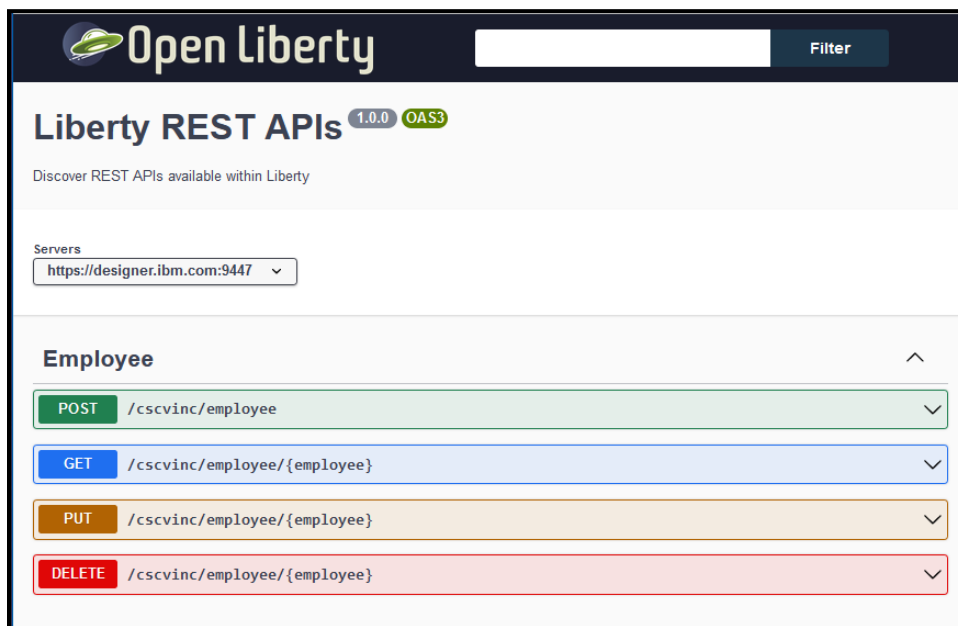 Open Liberty
Filter
Liberty REST APIs 1.0.0 OAS3
Discover REST APIs available within Liberty
Servers
https://designer.ibm.com:9447
Employee
POST /cscvinc/employee
GET /cscvinc/employee/{employee}
PUT /cscvinc/employee/{employee}
DELETE /cscvinc/employee/{employee}